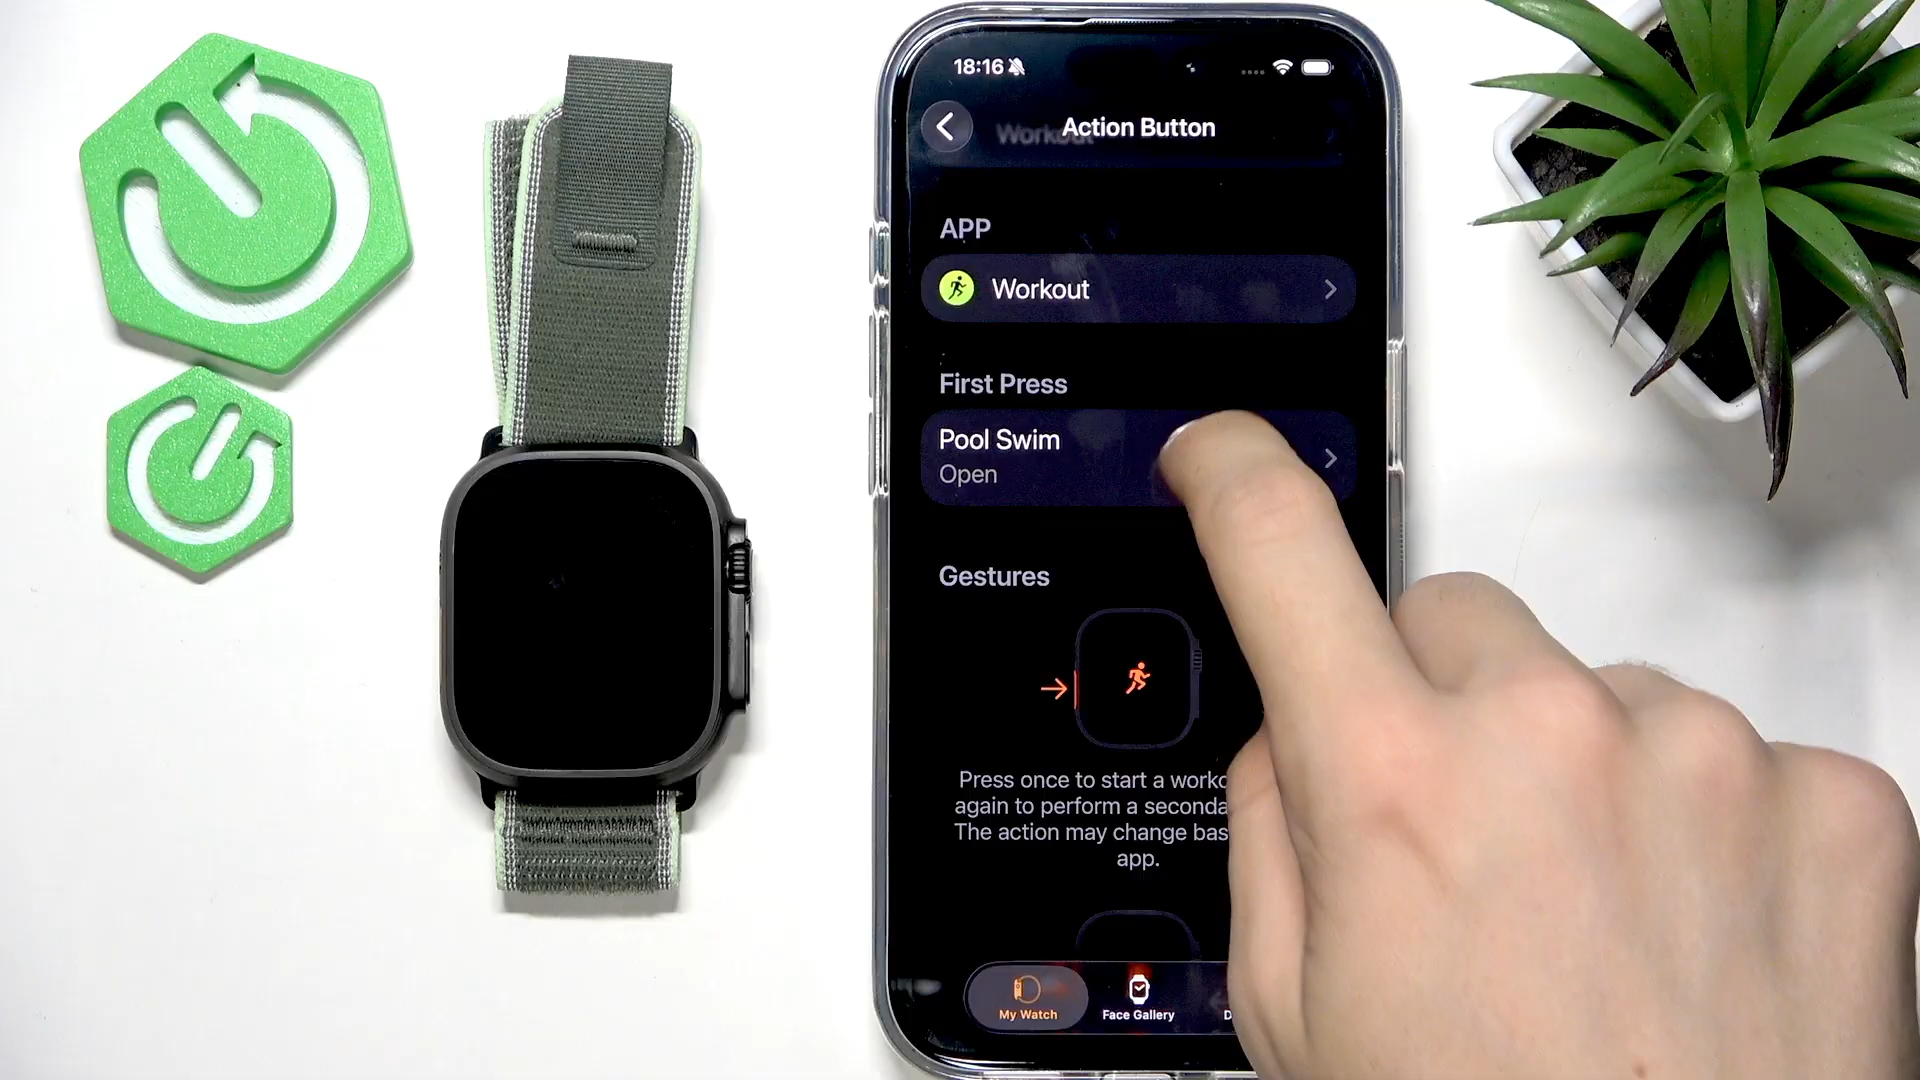 18:16
Workout
Action Button
APP
Workout
First Press
Pool Swim
Open
Gestures
Press once to start a worko
again to perform a seconda
The action may change bas
app.
My Watch
Face Gallery
D